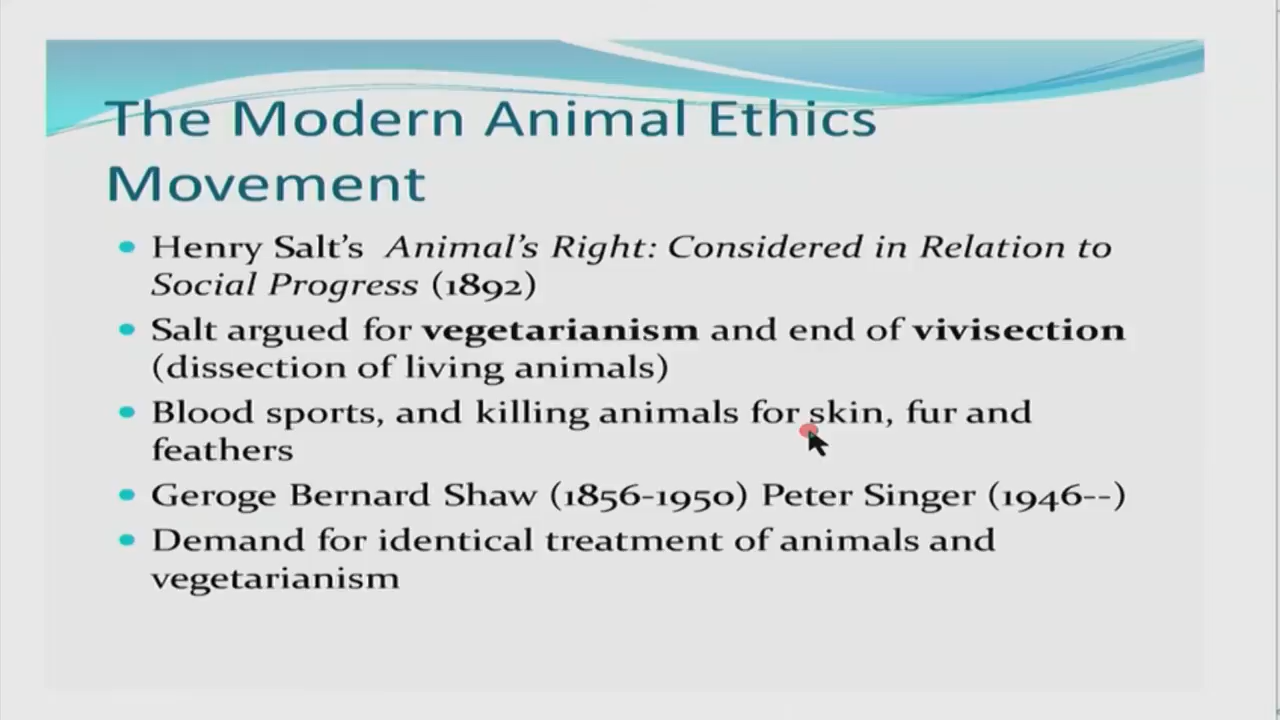 The Modern Animal Ethics
Movement
• Henry Salt's Animal's Right: Considered in Relation to
Social Progress (1892)
• Salt argued for vegetarianism and end of vivisection
(dissection of living animals)
• Blood sports, and killing animals for skin, fur and
feathers
• Geroge Bernard Shaw (1856-1950) Peter Singer (1946--)
• Demand for identical treatment of animals and
vegetarianism